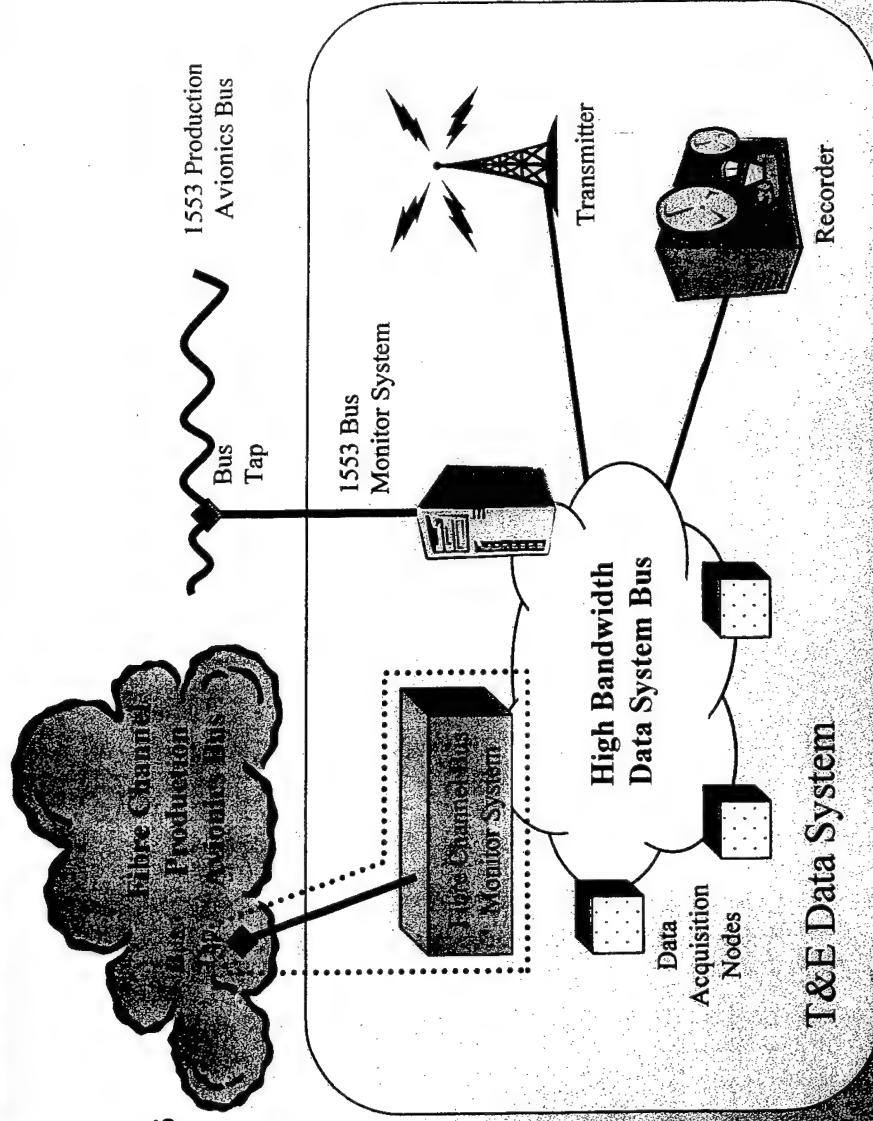 Fibre Channel
Production
Avionics Bus
Tap
Bus
Tap
1553 Production
Avionics Bus
Fibre Channel Bus
Monitor System
1553 Bus
Monitor System
High Bandwidth
Data System Bus
Transmitter
Recorder
Data
Acquisition
Nodes
T&E Data System